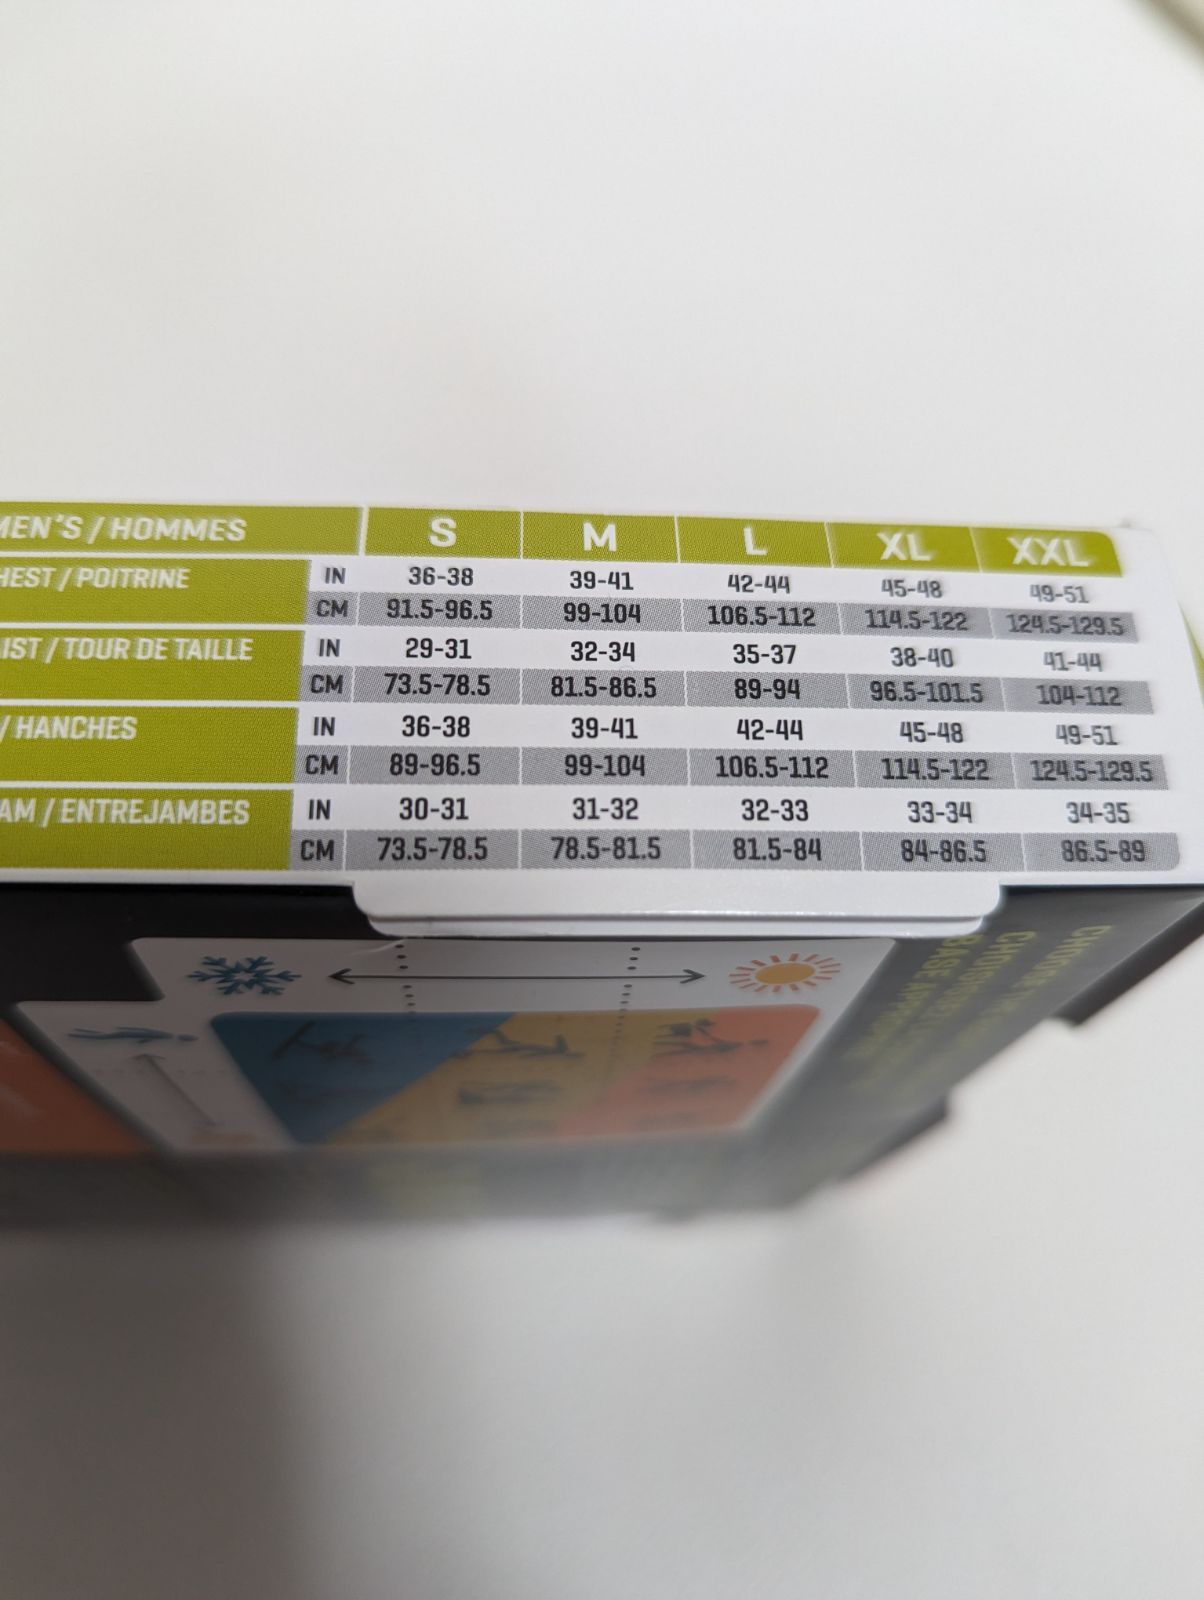 MEN'S / HOMMES S M L XL XXL
HEST / POITRINE IN 36-38 39-41 42-44 45-48 49-51
CM 91.5-96.5 99-104 106.5-112 114.5-122 124.5-129.5
IST / TOUR DE TAILLE IN 29-31 32-34 35-37 38-40 41-44
CM 73.5-78.5 81.5-86.5 89-94 96.5-101.5 104-112
/ HANCHES IN 36-38 39-41 42-44 45-48 49-51
CM 89-96.5 99-104 106.5-112 114.5-122 124.5-129.5
AM / ENTREJAMBES IN 30-31 31-32 32-33 33-34 34-35
CM 73.5-78.5 78.5-81.5 81.5-84 84-86.5 86.5-89
CHOOSE THE
CHOISISSEZ